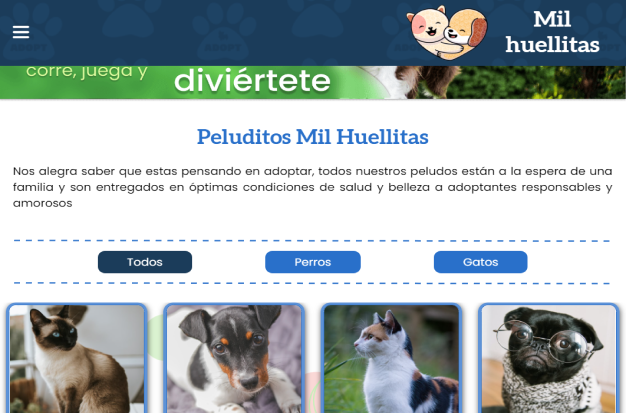 Mil
huellitas
corre, juega y
diviértete
Peluditos Mil Huellitas
Nos alegra saber que estas pensando en adoptar, todos nuestros peludos están a la espera de una
familia y son entregados en óptimas condiciones de salud y belleza a adoptantes responsables y
amorosos
Todos
Perros
Gatos